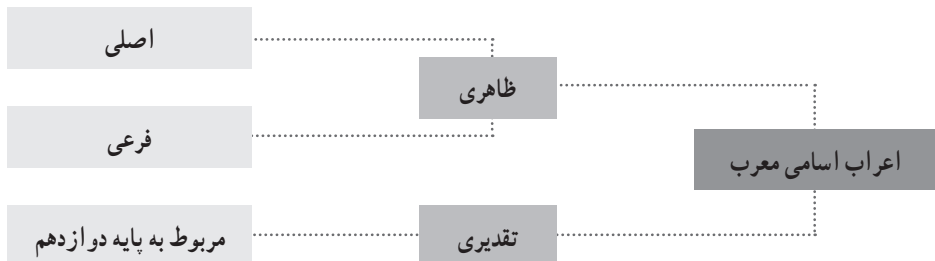 اعراب اسامی معرب
ظاهری
اصلی
فرعی
تقدیری
مربوط به پایه دوازدهم